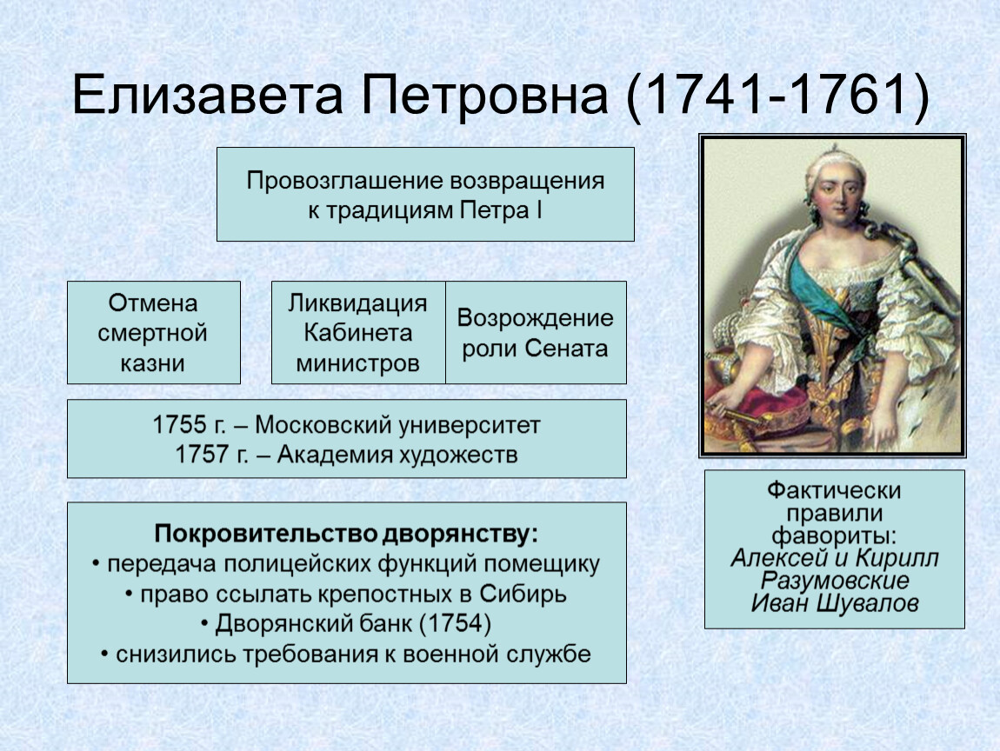 Елизавета Петровна (1741-1761)
Провозглашение возвращения
к традициям Петра I
Отмена
смертной
казни
Ликвидация
Кабинета
министров
Возрождение
роли Сената
1755 г. – Московский университет
1757 г. – Академия художеств
Покровительство дворянству:
• передача полицейских функций помещику
• право ссылать крепостных в Сибирь
• Дворянский банк (1754)
• снизились требования к военной службе
Фактически
правили
фавориты:
Алексей и Кирилл
Разумовские
Иван Шувалов